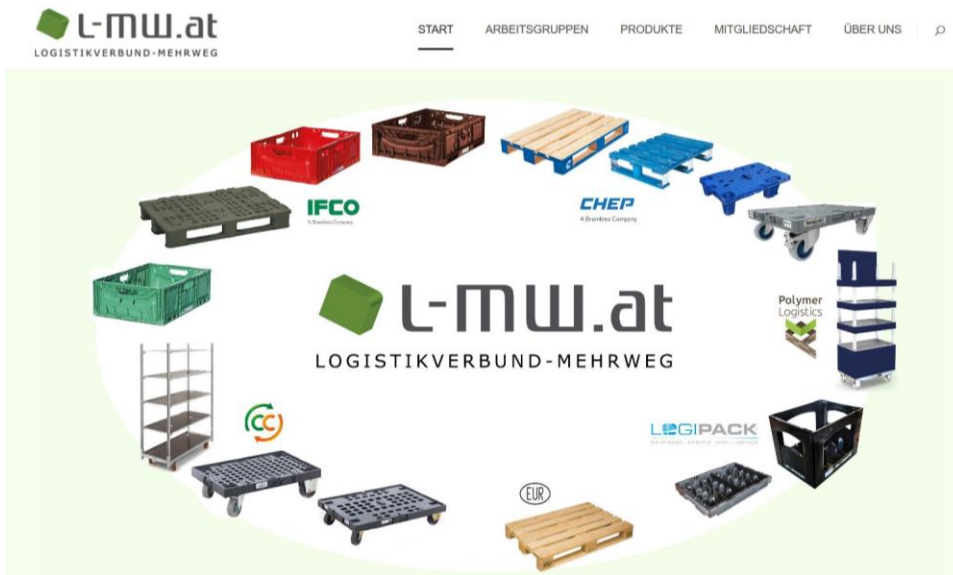 L-MW.at
LOGISTIKVERBUND-MEHRWEG
START ARBEITSGRUPPEN PRODUKTE MITGLIEDSCHAFT ÜBER UNS
IFCO
A Brambles Company
CHEP
A Brambles Company
Polymer
Logistics
L-MW.at
LOGISTIKVERBUND-MEHRWEG
CC
LOGIPACK
EUR